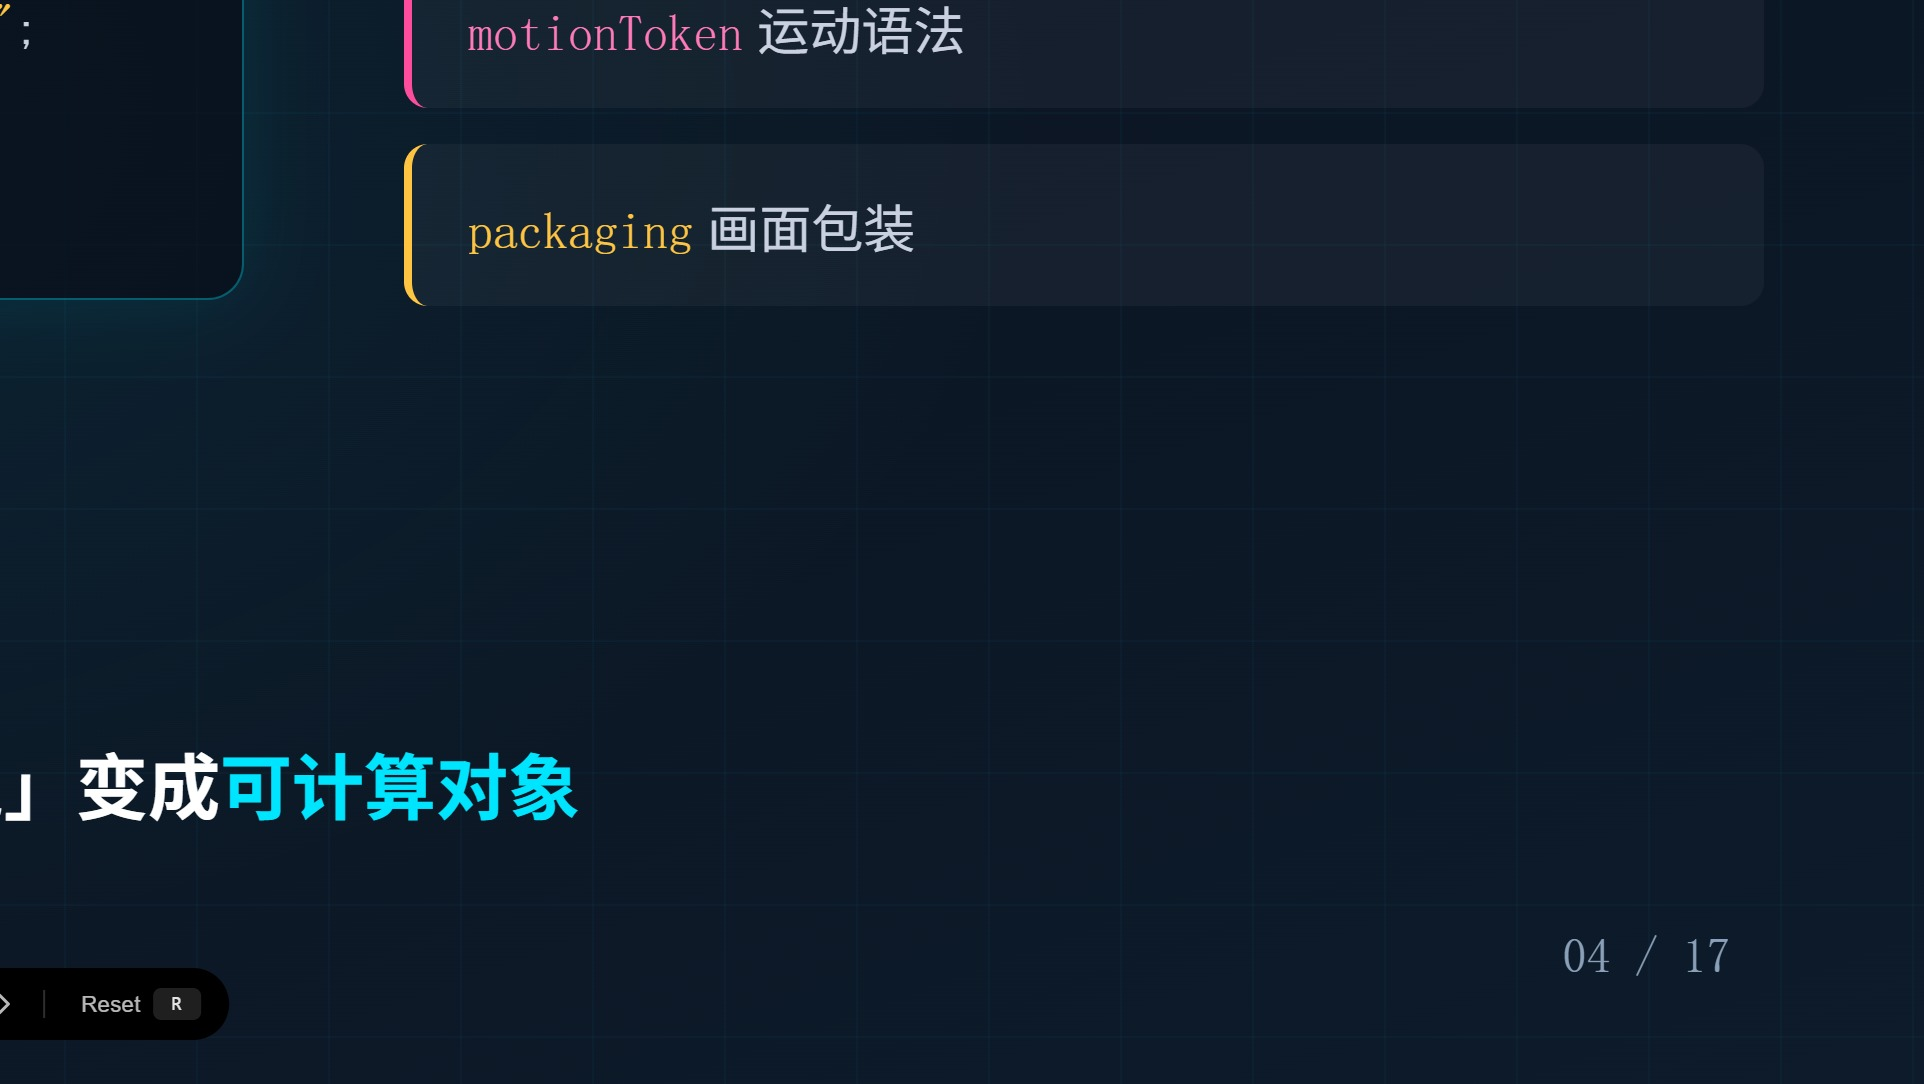 ";
motionToken 运动语法
packaging 画面包装
」变成可计算对象
04 / 17
Reset R